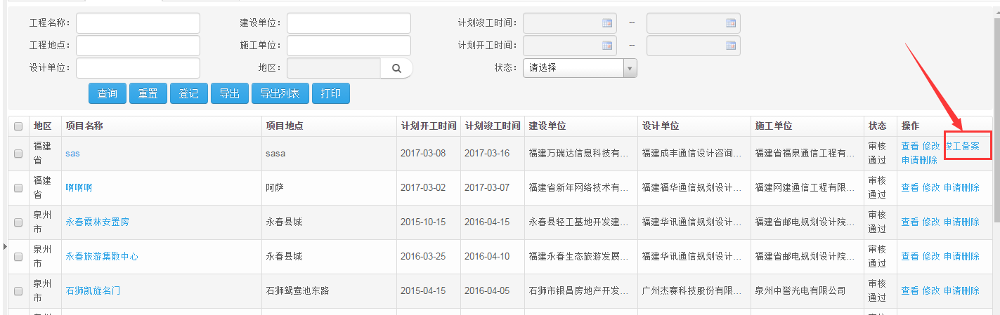 工程名称： 建设单位： 计划竣工时间： --
工程地点： 施工单位： 计划开工时间： --
设计单位： 地区： 状态： 请选择
查询 重置 登记 导出 导出列表 打印
地区 项目名称 项目地点 计划开工时间 计划竣工时间 建设单位 设计单位 施工单位 状态 操作
福建省 sas sasa 2017-03-08 2017-03-16 福建万瑞达信息科技有... 福建成丰通信设计咨询... 福建省福泉通信工程有... 审核通过 查看 修改 竣工备案 申请删除
福建省 啊啊啊 阿萨 2017-03-02 2017-03-07 福建省新年网络技术有... 福建福华通信规划设计... 福建网建通信工程有限... 审核通过 查看 修改 申请删除
泉州市 永春霞林安置房 永春县城 2015-10-15 2016-04-15 永春县轻工基地开发建... 福建华讯通信规划设计... 福建省邮电规划设计院... 审核通过 查看 修改 申请删除
泉州市 永春旅游集散中心 永春县城 2016-03-25 2016-04-10 福建永春生态旅游发展... 福建华讯通信规划设计... 福建省邮电规划设计院... 审核通过 查看 修改 申请删除
泉州市 石狮凯旋名门 石狮鸳鸯池东路 2015-04-15 2016-04-05 石狮市银昌房地产开发... 广州杰赛科技股份有限... 泉州中誉光电有限公司 审核通过 查看 修改 申请删除